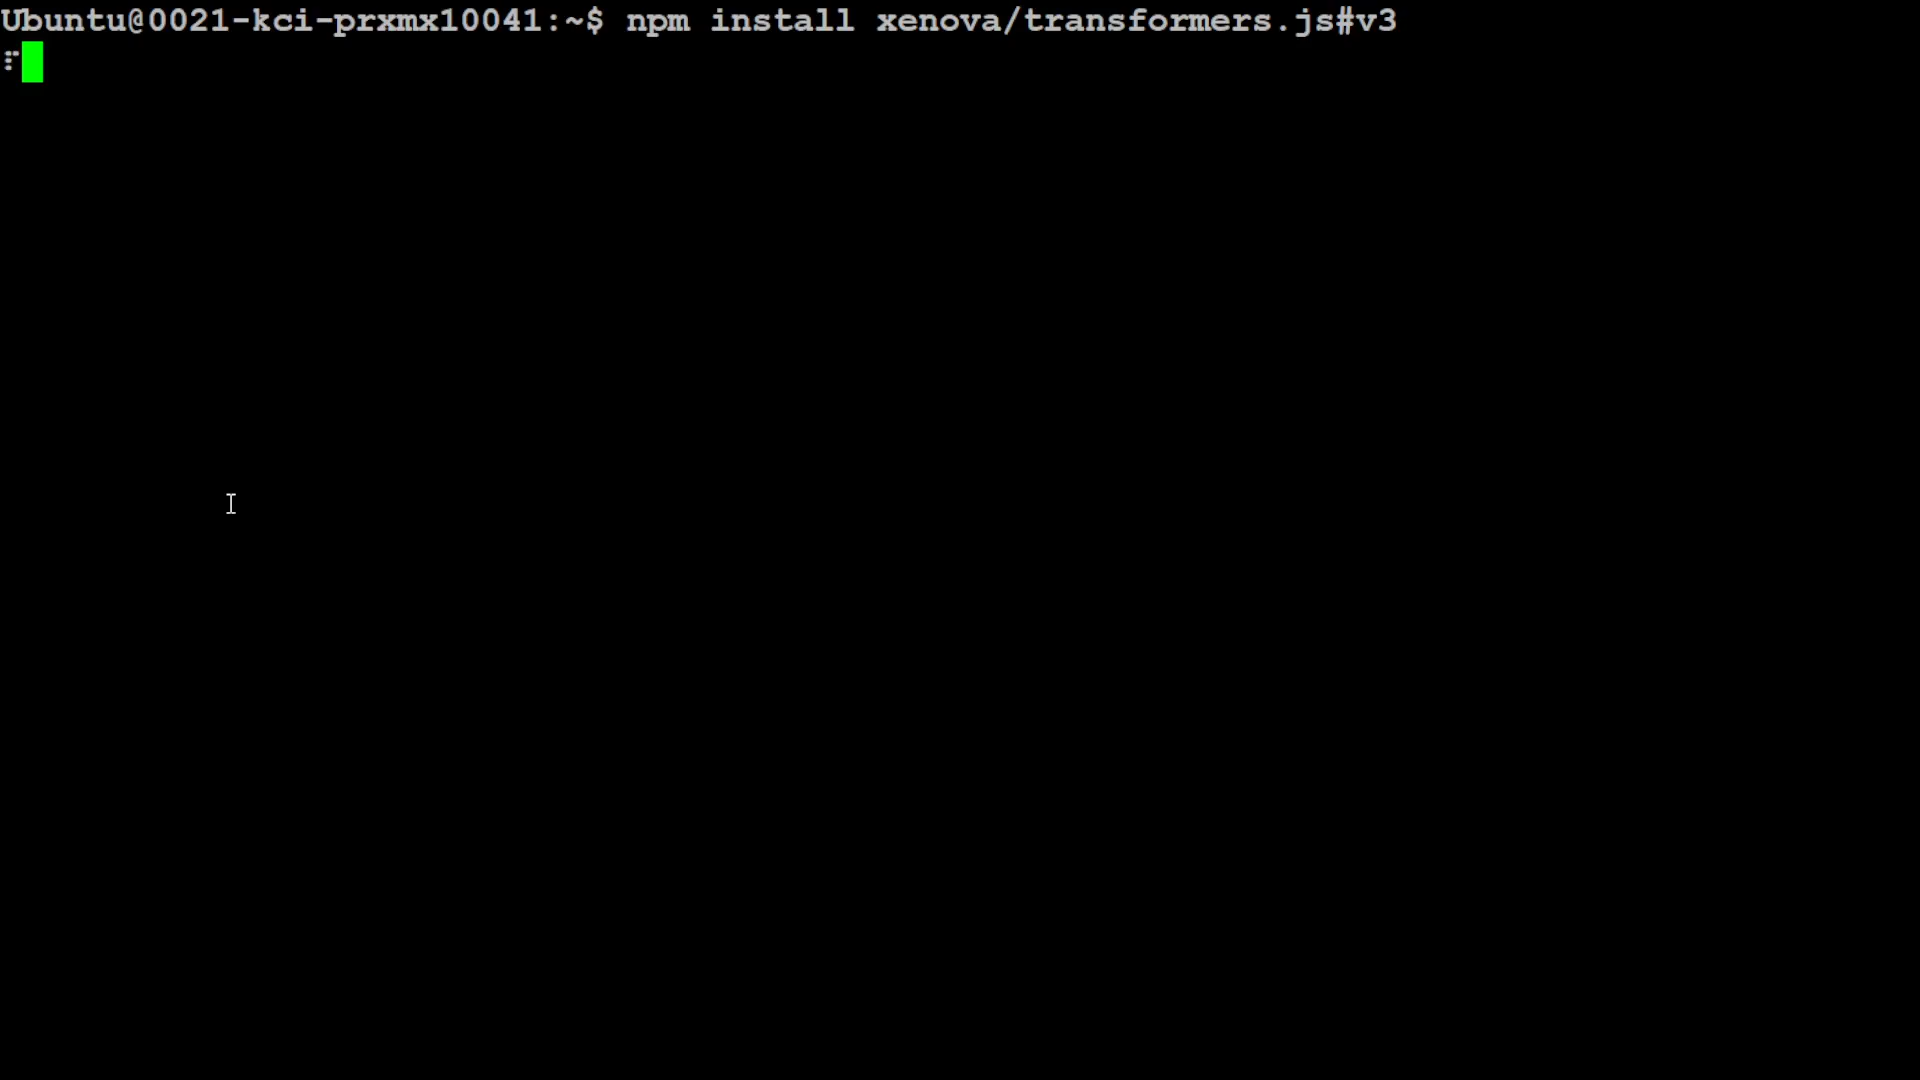 Ubuntu@0021-kci-prxmx10041:~$ npm install xenova/transformers.js#v3
⠏